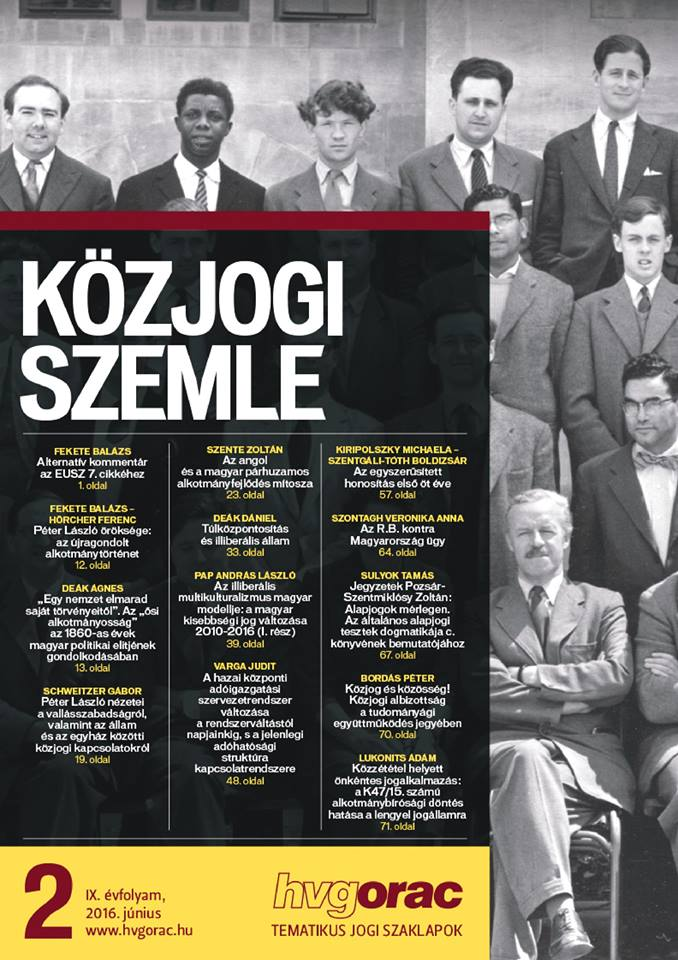 KÖZJOGI
SZEMLE
FEKETE BALÁZS
Alternatív kommentár
az EUSZ 7. cikkéhez
1. oldal
FEKETE BALÁZS –
HÖRCHER FERENC
Péter László öröksége:
az újragondolt
alkotmánytörténet
12. oldal
DEÁK ÁGNES
„Egy nemzet elmarad
saját törvényeitől”. Az „ősi
alkotmányosság”
az 1860-as évek
magyar politikai elitjének
gondolkodásában
13. oldal
SCHWEITZER GÁBOR
Péter László nézetei
a vallásszabadságról,
valamint az állam
és az egyház közötti
közjogi kapcsolatokról
19. oldal
SZENTE ZOLTÁN
Az angol
és a magyar párhuzamos
alkotmányfejlődés mítosza
23. oldal
DEÁK DÁNIEL
Túlközpontosítás
és illiberális állam
33. oldal
PAP ANDRÁS LÁSZLÓ
Az illiberális
multikulturalizmus magyar
modellje: a magyar
kisebbségi jog változása
2010-2016 (I. rész)
39. oldal
VARGA JUDIT
A hazai központi
adóigazgatási
szervezetrendszer
változása
a rendszerváltástól
napjainkig, s a jelenlegi
adóhatósági
struktúra
kapcsolatrendszere
48. oldal
KIRIPOLSZKY MICHAELA –
SZENTGÁLI-TÓTH BOLDIZSÁR
Az egyszerűsített
honosítás első öt éve
57. oldal
SZONTAGH VERONIKA ANNA
Az R.B. kontra
Magyarország ügy
64. oldal
SULYOK TAMÁS
Jegyzetek Pozsár-
Szentmiklósy Zoltán:
Alapjogok mérlegen.
Az általános alapjogi
tesztek dogmatikája c.
könyvének bemutatójához
67. oldal
BORDÁS PÉTER
Közjog és közösség!
Közjogi albizottság
a tudományági
együttműködés jegyében
70. oldal
LUKONITS ÁDÁM
Közzététel helyett
önkéntes jogalkalmazás:
a K47/15. számú
alkotmánybírósági döntés
hatása a lengyel jogállamra
71. oldal
2
IX. évfolyam,
2016. június
www.hvgorac.hu
hvgorac
TEMATIKUS JOGI SZAKLAPOK